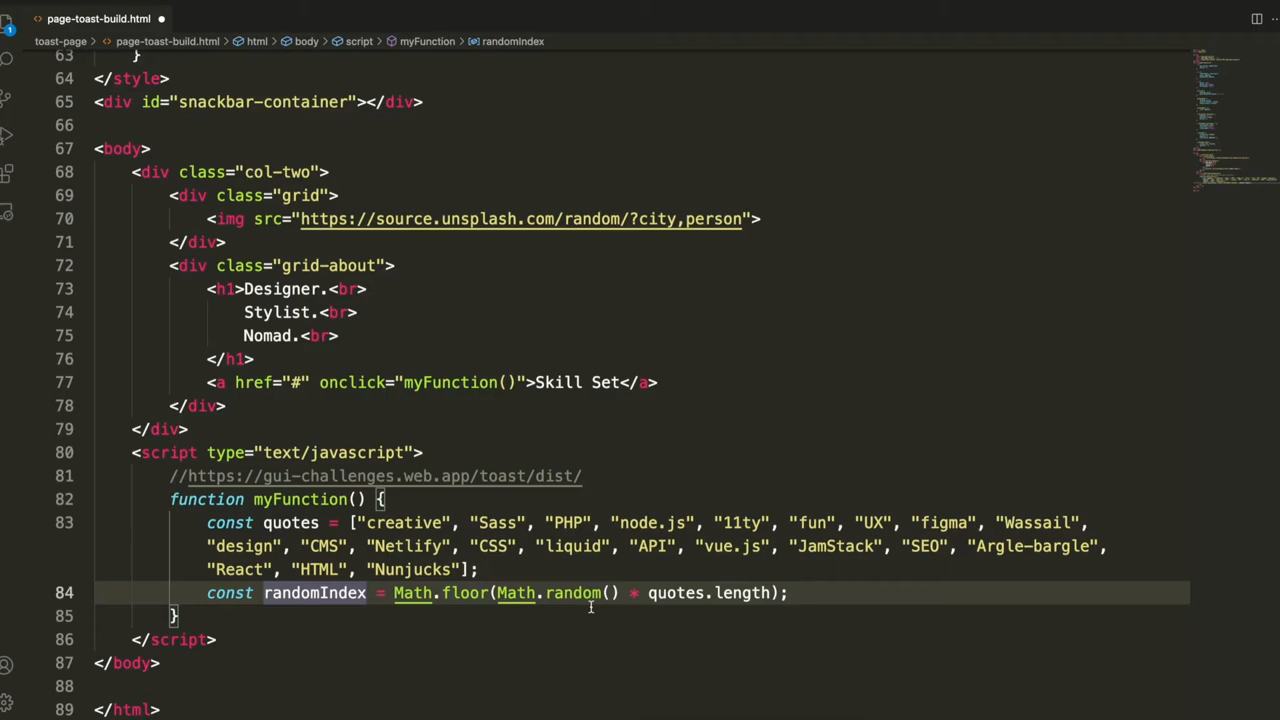 page-toast-build.html
toast-page > page-toast-build.html > html > body > script > myFunction > randomIndex
1
63 }
64 </style>
65 <div id="snackbar-container"></div>
66
67 <body>
68 <div class="col-two">
69 <div class="grid">
70 <img src="https://source.unsplash.com/random/?city,person">
71 </div>
72 <div class="grid-about">
73 <h1>Designer.<br>
74 Stylist.<br>
75 Nomad.<br>
76 </h1>
77 <a href="#" onclick="myFunction()">Skill Set</a>
78 </div>
79 </div>
80 <script type="text/javascript">
81 //https://gui-challenges.web.app/toast/dist/
82 function myFunction() {
83 const quotes = ["creative", "Sass", "PHP", "node.js", "11ty", "fun", "UX", "figma", "Wassail",
"design", "CMS", "Netlify", "CSS", "liquid", "API", "vue.js", "JamStack", "SEO", "Argle-bargle",
"React", "HTML", "Nunjucks"];
84 const randomIndex = Math.floor(Math.random() * quotes.length);
85 }
86 </script>
87 </body>
88
89 </html>